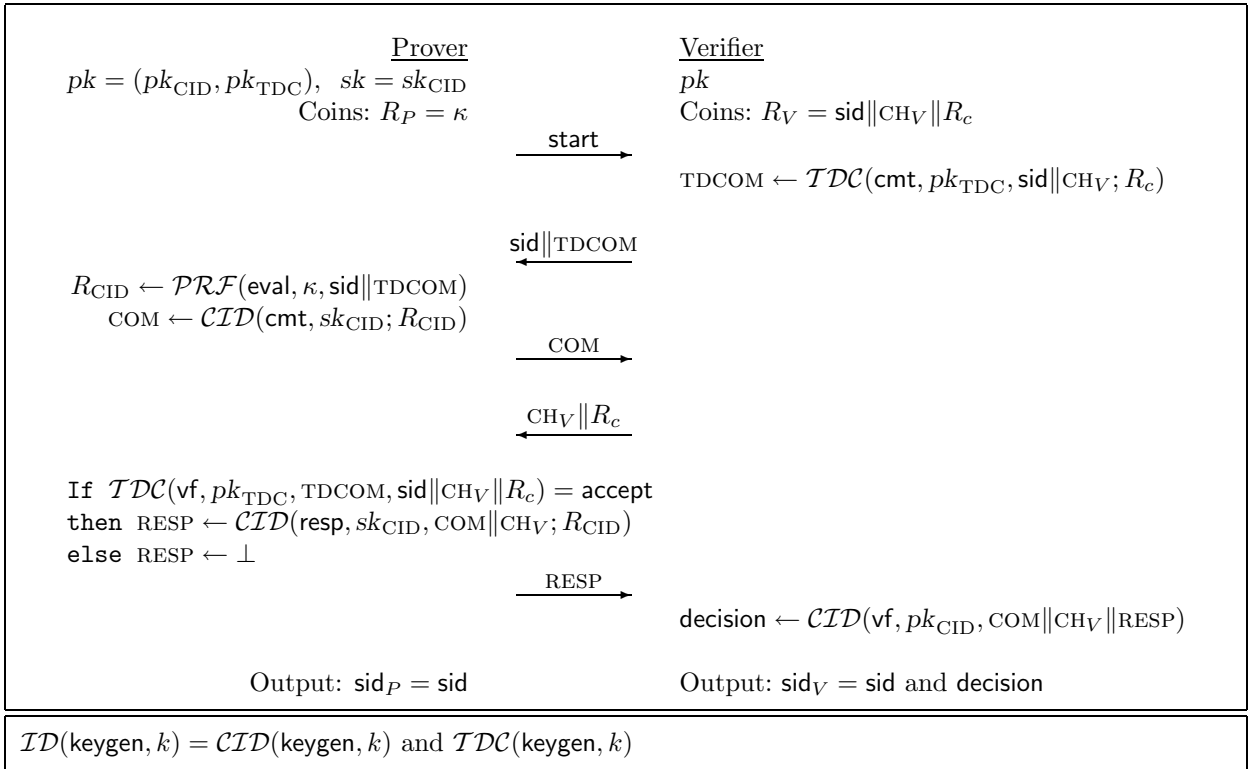 Prover Verifier
pk = (pk_CID, pk_TDC), sk = sk_CID pk
Coins: R_P = κ Coins: R_V = sid∥CH_V∥R_c
start
TDCOM ← 𝒯𝒟𝒞(cmt, pk_TDC, sid∥CH_V; R_c)
sid∥TDCOM
R_CID ← 𝒫ℛℱ(eval, κ, sid∥TDCOM)
COM ← 𝒞ℐ𝒟(cmt, sk_CID; R_CID)
COM
CH_V∥R_c
If 𝒯𝒟𝒞(vf, pk_TDC, TDCOM, sid∥CH_V∥R_c) = accept
then RESP ← 𝒞ℐ𝒟(resp, sk_CID, COM∥CH_V; R_CID)
else RESP ← ⊥
RESP
decision ← 𝒞ℐ𝒟(vf, pk_CID, COM∥CH_V∥RESP)
Output: sid_P = sid Output: sid_V = sid and decision
ℐ𝒟(keygen, k) = 𝒞ℐ𝒟(keygen, k) and 𝒯𝒟𝒞(keygen, k)